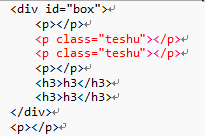 <div id="box">
<p></p>
<p class="teshu"></p>
<p class="teshu"></p>
<p></p>
<h3>h3</h3>
<h3>h3</h3>
</div>
<p></p>